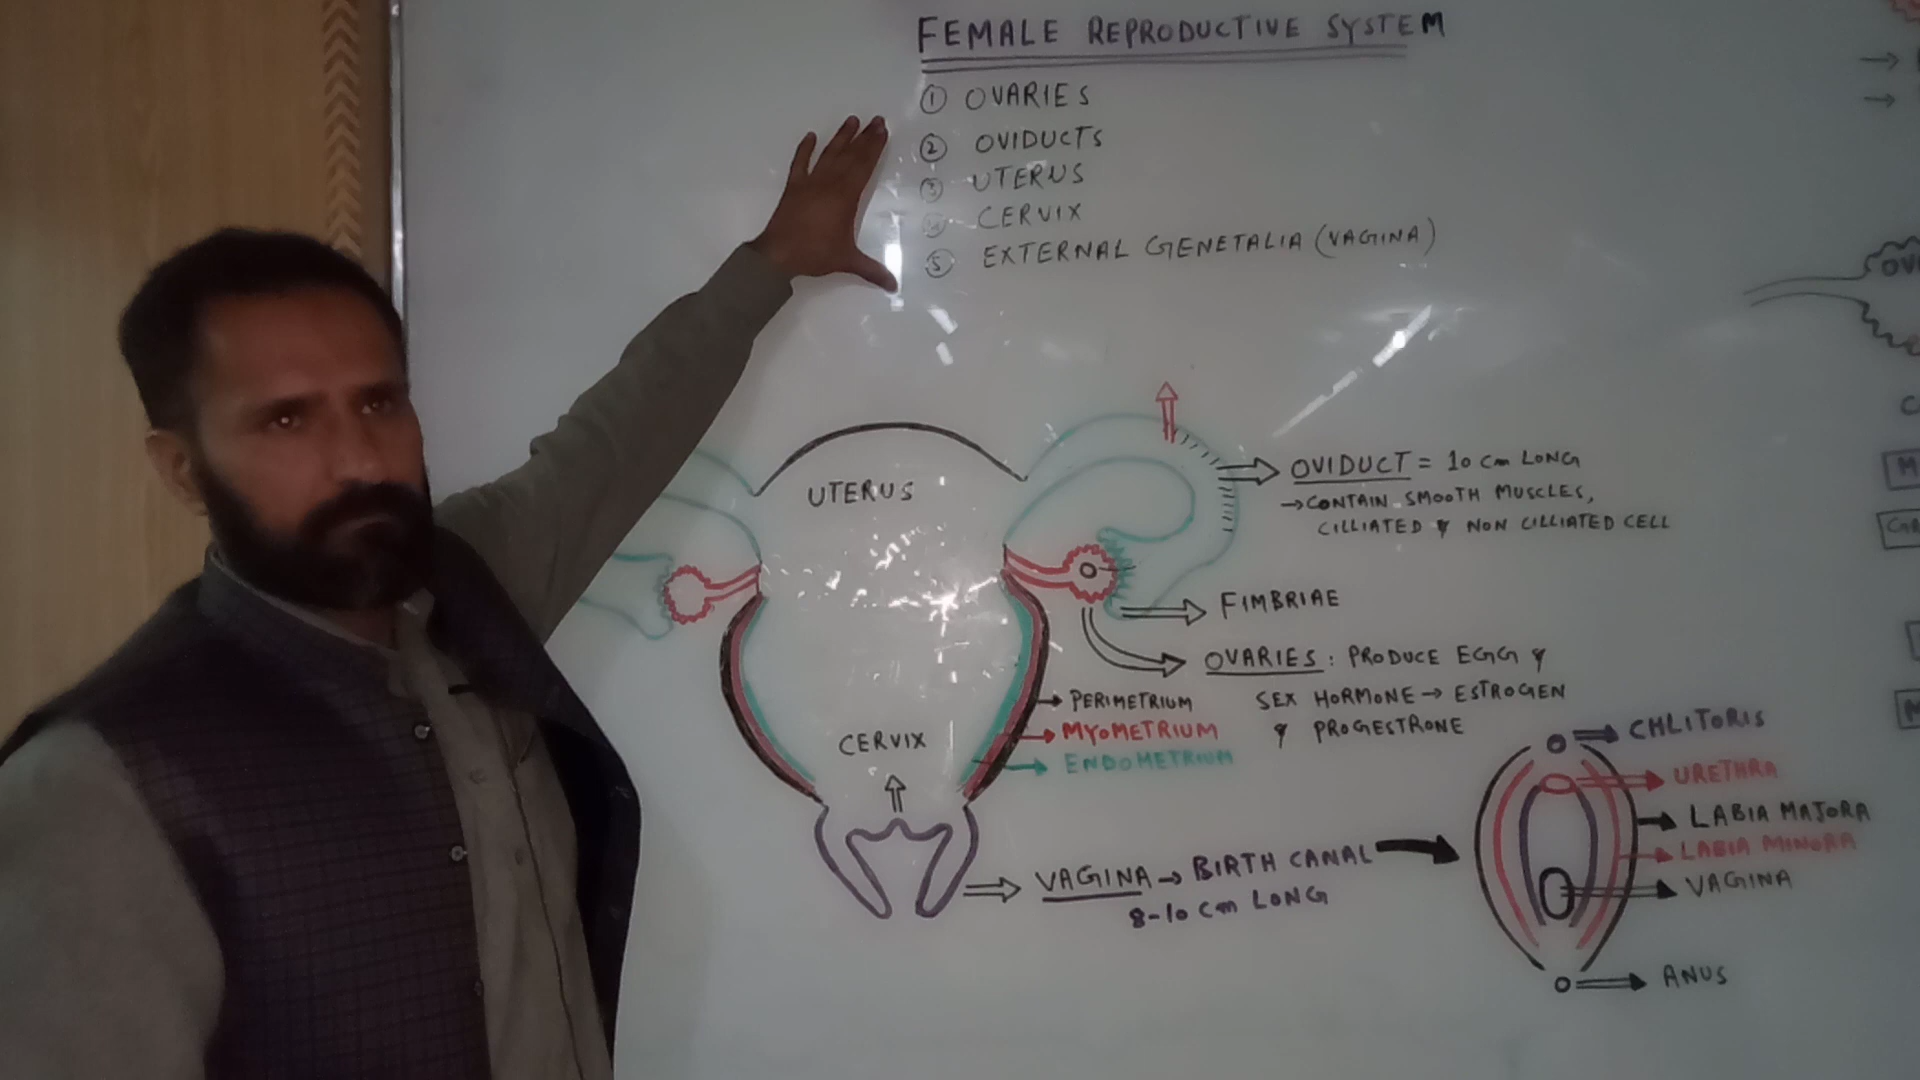 FEMALE REPRODUCTIVE SYSTEM
① OVARIES
② OVIDUCTS
③ UTERUS
④ CERVIX
⑤ EXTERNAL GENETALIA (VAGINA)
UTERUS
OVIDUCT = 10 cm LONG
→ CONTAIN SMOOTH MUSCLES,
CILLIATED & NON CILLIATED CELL
FIMBRIAE
OVARIES : PRODUCE EGG &
SEX HORMONE → ESTROGEN
& PROGESTRONE
PERIMETRIUM
MYOMETRIUM
ENDOMETRIUM
CERVIX
VAGINA → BIRTH CANAL
8-10 cm LONG
CHLITORIS
URETHRA
LABIA MAJORA
LABIA MINORA
VAGINA
ANUS